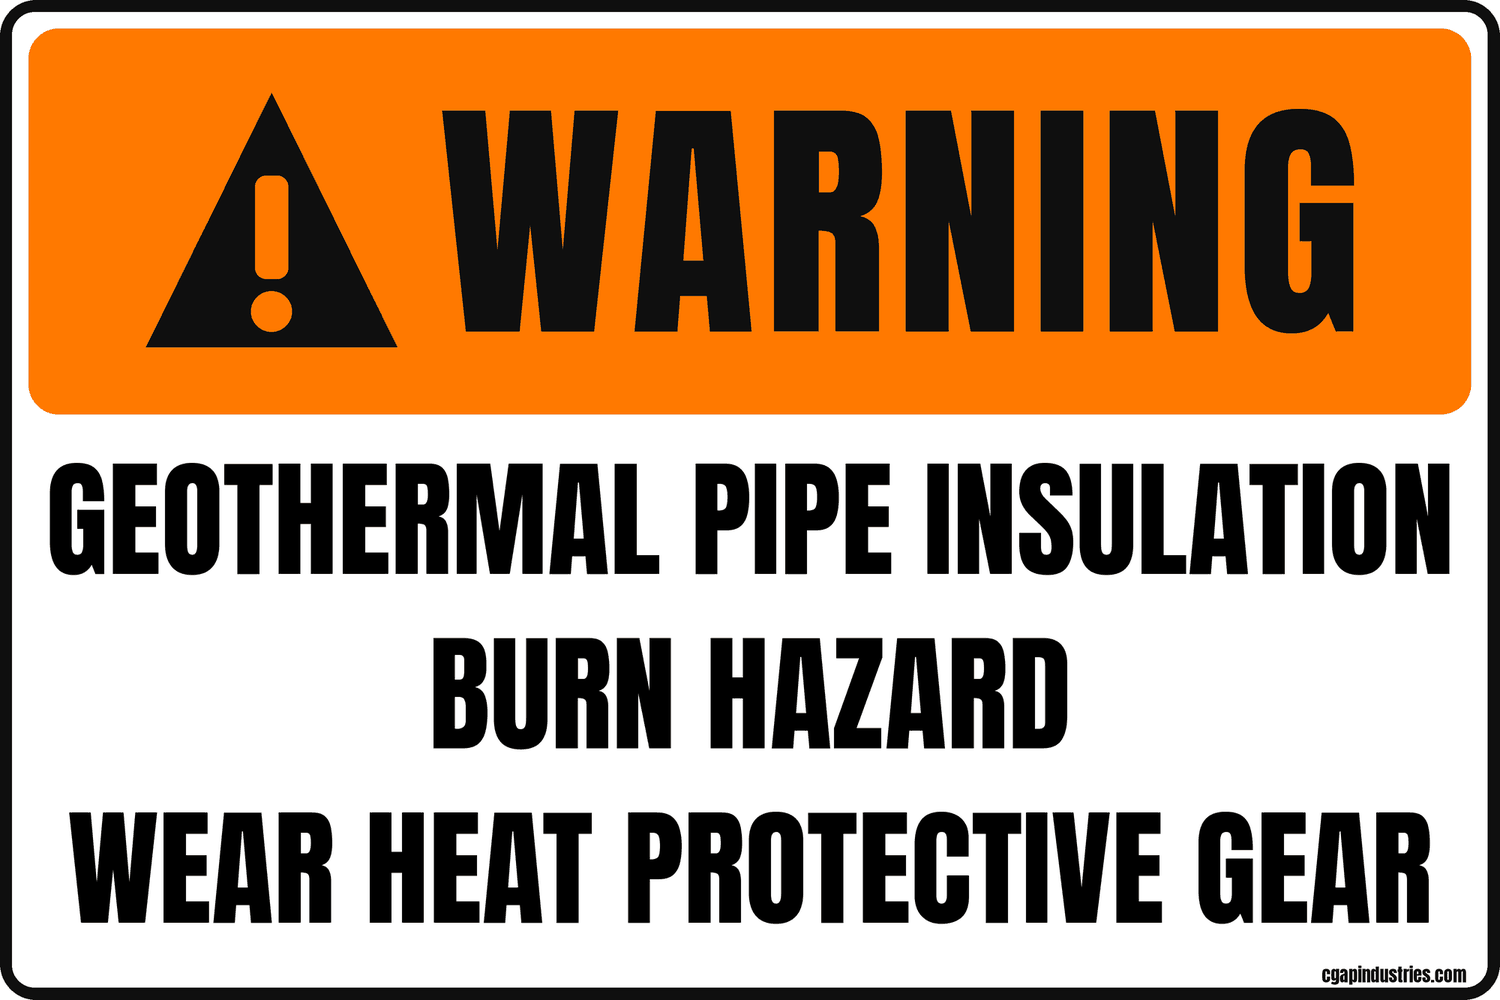 WARNING
GEOTHERMAL PIPE INSULATION
BURN HAZARD
WEAR HEAT PROTECTIVE GEAR
cgapindustries.com